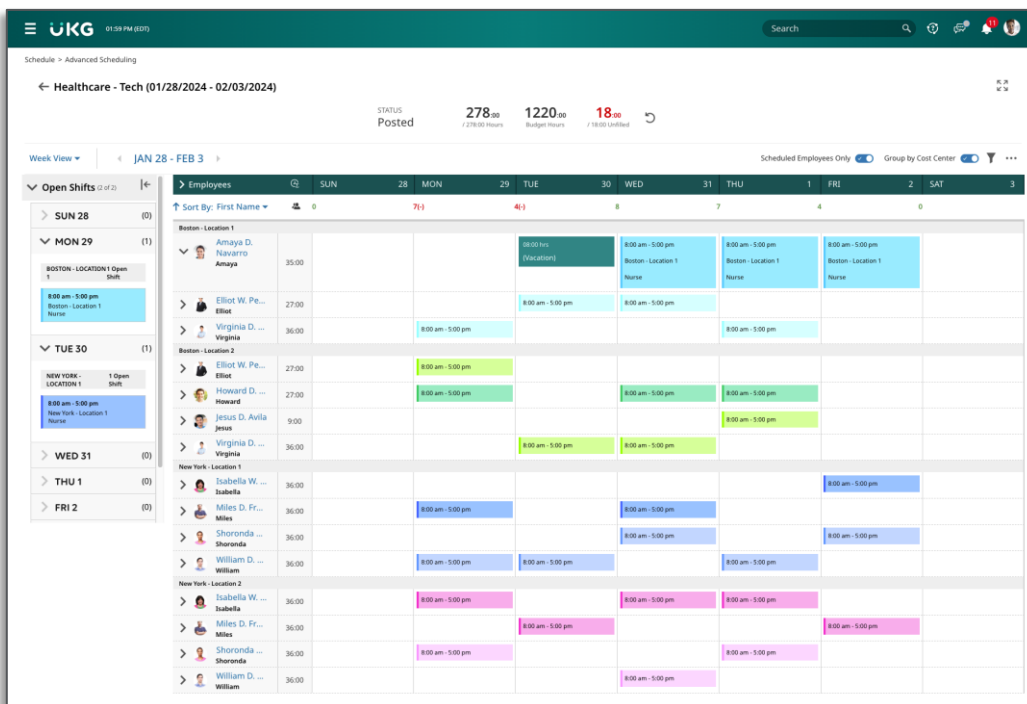 UKG 01:59 PM (EDT) Search 11
Schedule > Advanced Scheduling
Healthcare - Tech (01/28/2024 - 02/03/2024)
STATUS
Posted
278:00
/ 278:00 Hours
1220:00
Budget Hours
18:00
/ 18:00 Unfilled
Week View JAN 28 - FEB 3 Scheduled Employees Only Group by Cost Center
Open Shifts (2 of 2)
SUN 28 (0)
MON 29 (1)
BOSTON - LOCATION 1 Open
1 Shift
8:00 am - 5:00 pm
Boston - Location 1
Nurse
TUE 30 (1)
NEW YORK - 1 Open
LOCATION 1 Shift
8:00 am - 5:00 pm
New York - Location 1
Nurse
WED 31 (0)
THU 1 (0)
FRI 2 (0)
Employees SUN 28 MON 29 TUE 30 WED 31 THU 1 FRI 2 SAT 3
Sort By: First Name 0 7(-) 4(-) 8 7 4 0
Boston - Location 1
Amaya D.
Navarro
Amaya
35:00
08:00 hrs
(Vacation)
8:00 am - 5:00 pm
Boston - Location 1
Nurse
8:00 am - 5:00 pm
Boston - Location 1
Nurse
8:00 am - 5:00 pm
Boston - Location 1
Nurse
Elliot W. Pe... 27:00 8:00 am - 5:00 pm 8:00 am - 5:00 pm
Elliot
Virginia D. ... 36:00 8:00 am - 5:00 pm 8:00 am - 5:00 pm
Virginia
Boston - Location 2
Elliot W. Pe... 27:00 8:00 am - 5:00 pm
Elliot
Howard D. ... 27:00 8:00 am - 5:00 pm 8:00 am - 5:00 pm 8:00 am - 5:00 pm
Howard
Jesus D. Avila 9:00 8:00 am - 5:00 pm
Jesus
Virginia D. ... 36:00 8:00 am - 5:00 pm 8:00 am - 5:00 pm
Virginia
New York - Location 1
Isabella W. ... 36:00 8:00 am - 5:00 pm
Isabella
Miles D. Fr... 36:00 8:00 am - 5:00 pm 8:00 am - 5:00 pm
Miles
Shoronda ... 36:00 8:00 am - 5:00 pm 8:00 am - 5:00 pm
Shoronda
William D. ... 36:00 8:00 am - 5:00 pm 8:00 am - 5:00 pm 8:00 am - 5:00 pm
William
New York - Location 2
Isabella W. ... 36:00 8:00 am - 5:00 pm 8:00 am - 5:00 pm 8:00 am - 5:00 pm
Isabella
Miles D. Fr... 36:00 8:00 am - 5:00 pm 8:00 am - 5:00 pm
Miles
Shoronda ... 36:00 8:00 am - 5:00 pm 8:00 am - 5:00 pm
Shoronda
William D. ... 36:00 8:00 am - 5:00 pm
William